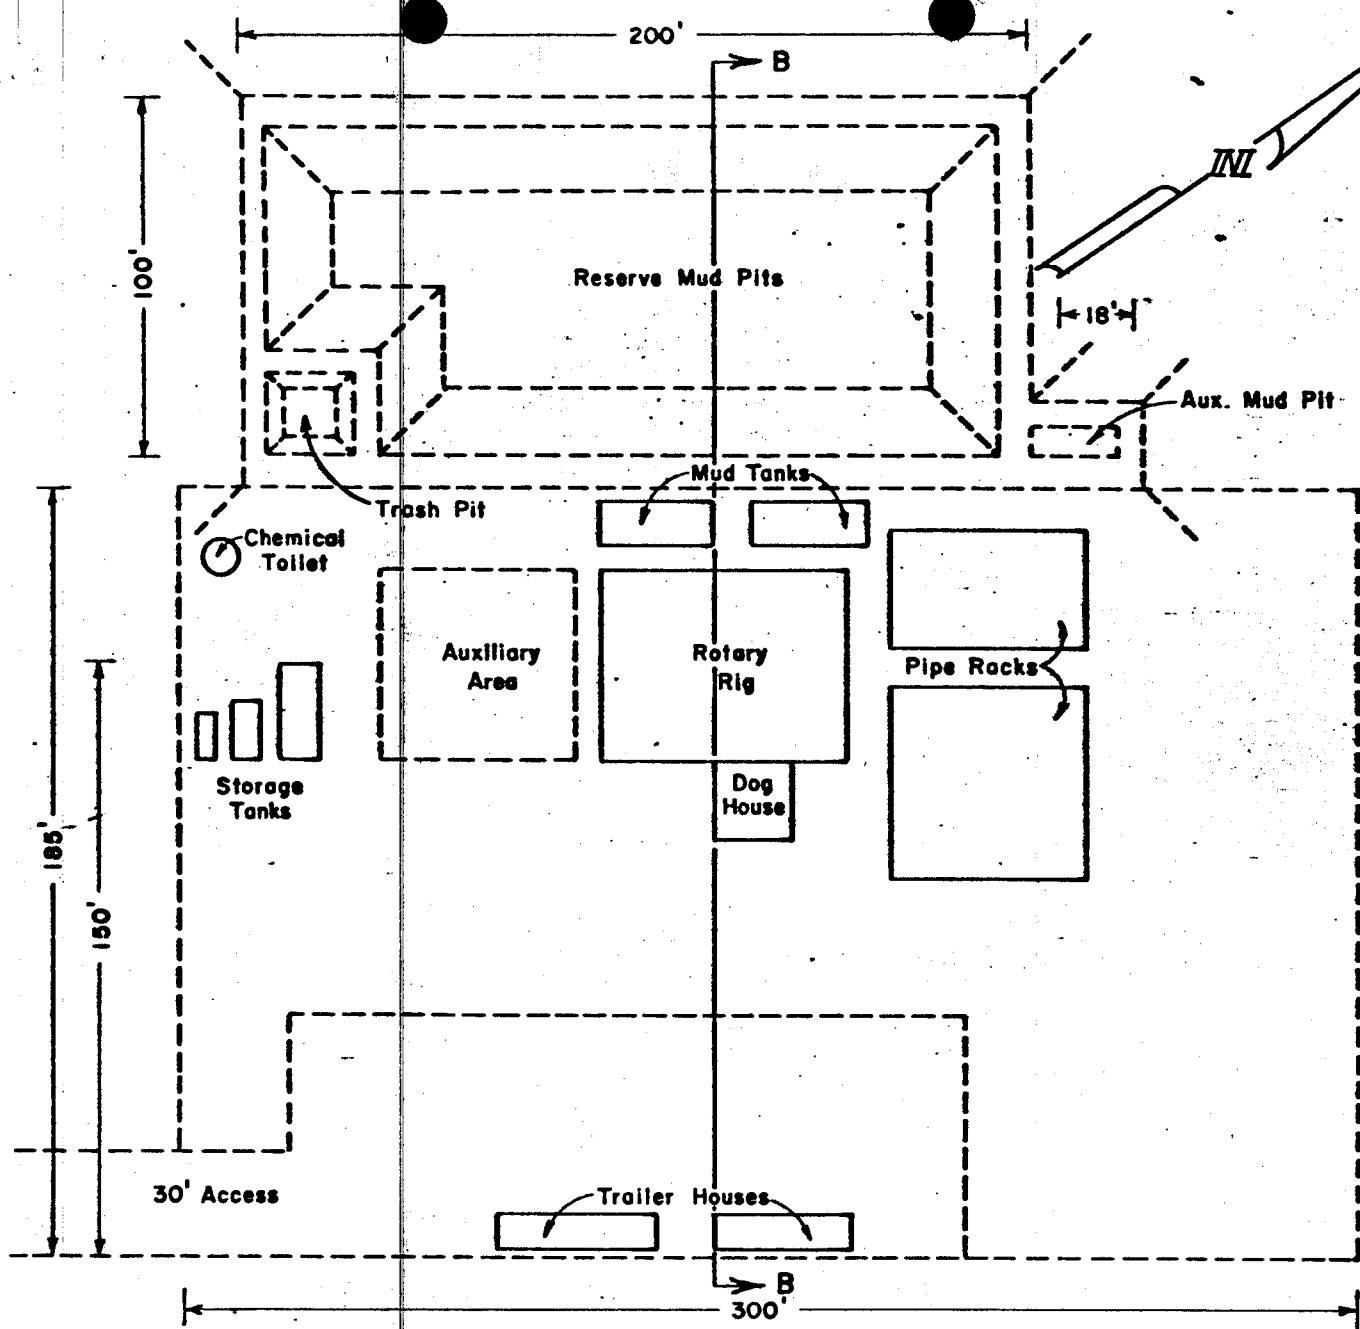 200'
B
N
100'
Reserve Mud Pits
18'
Aux. Mud Pit
Mud Tanks
Trash Pit
Chemical
Toilet
Auxiliary
Area
Rotary
Rig
Pipe Racks
Storage
Tanks
Dog
House
185'
150'
30' Access
Trailer Houses
B
300'